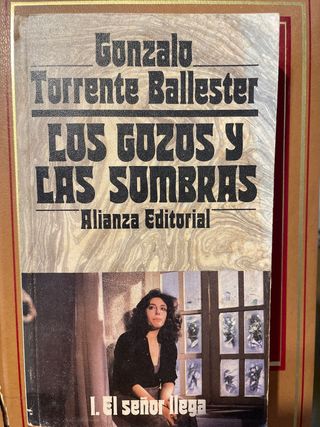 Gonzalo
Torrente Ballester
LOS GOZOS Y
LAS SOMBRAS
Alianza Editorial
I. El señor llega